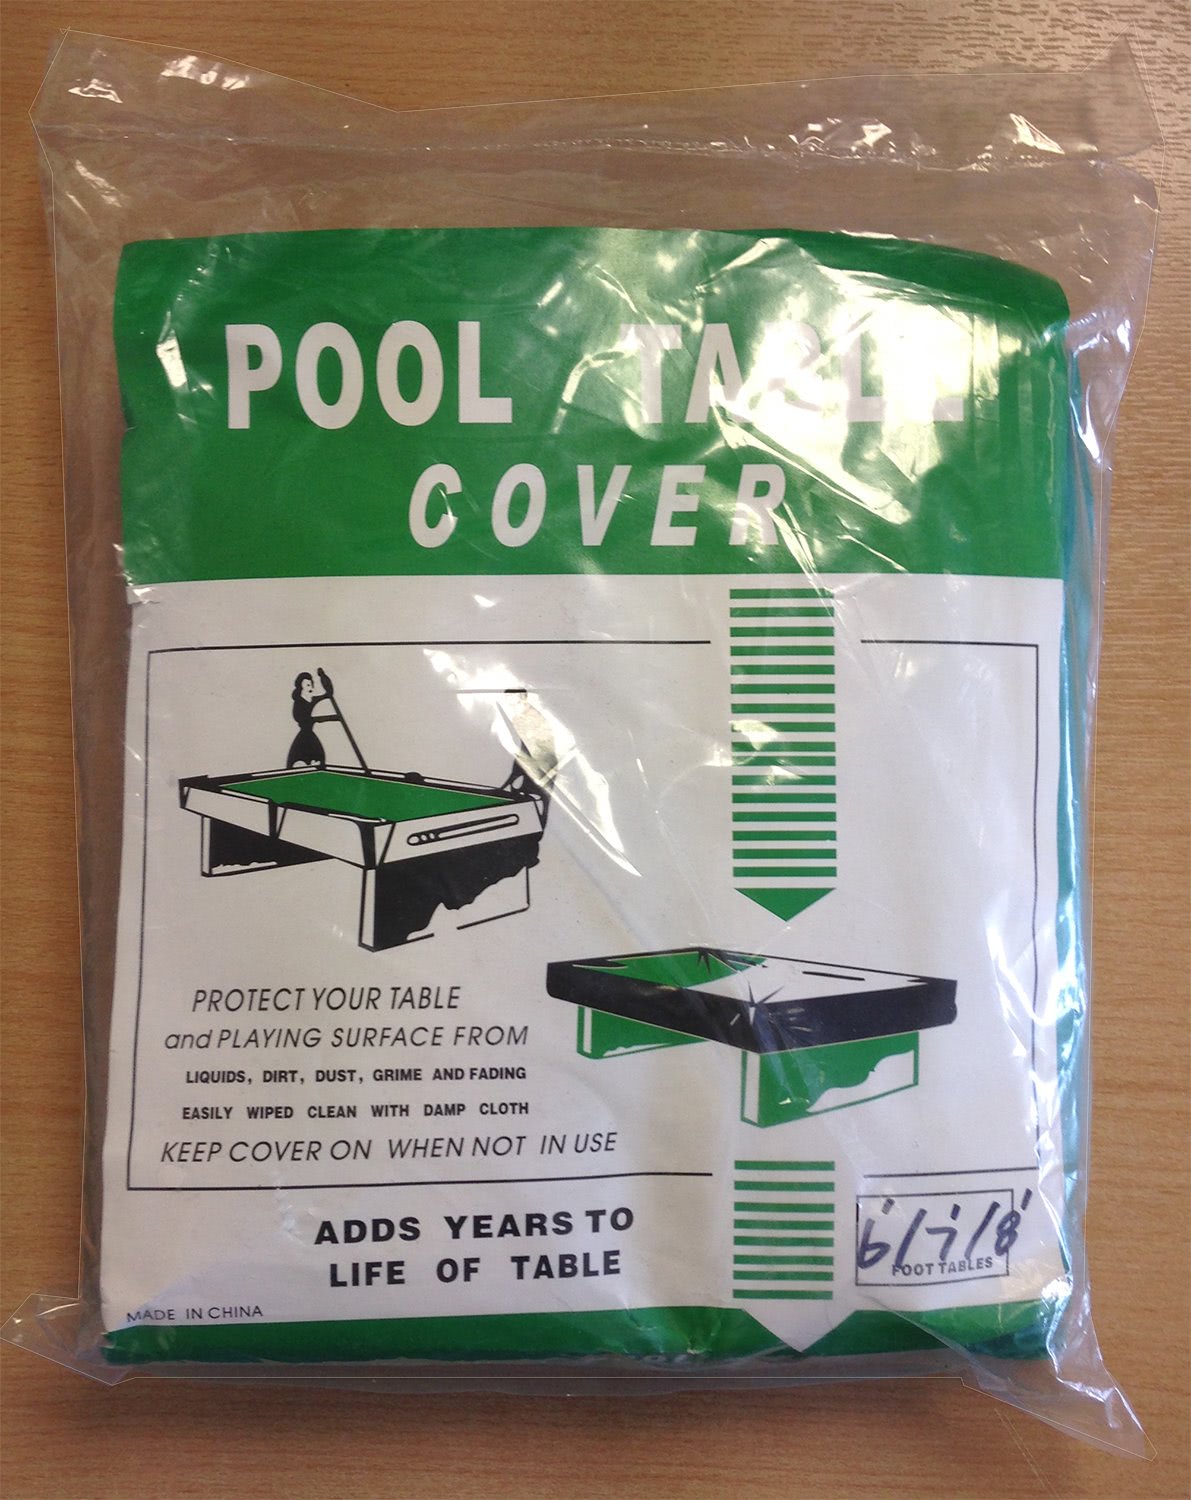 POOL TABLE
COVER
PROTECT YOUR TABLE
and PLAYING SURFACE FROM
LIQUIDS, DIRT, DUST, GRIME AND FADING
EASILY WIPED CLEAN WITH DAMP CLOTH
KEEP COVER ON WHEN NOT IN USE
ADDS YEARS TO
LIFE OF TABLE
6'/7'/8'
FOOT TABLES
MADE IN CHINA